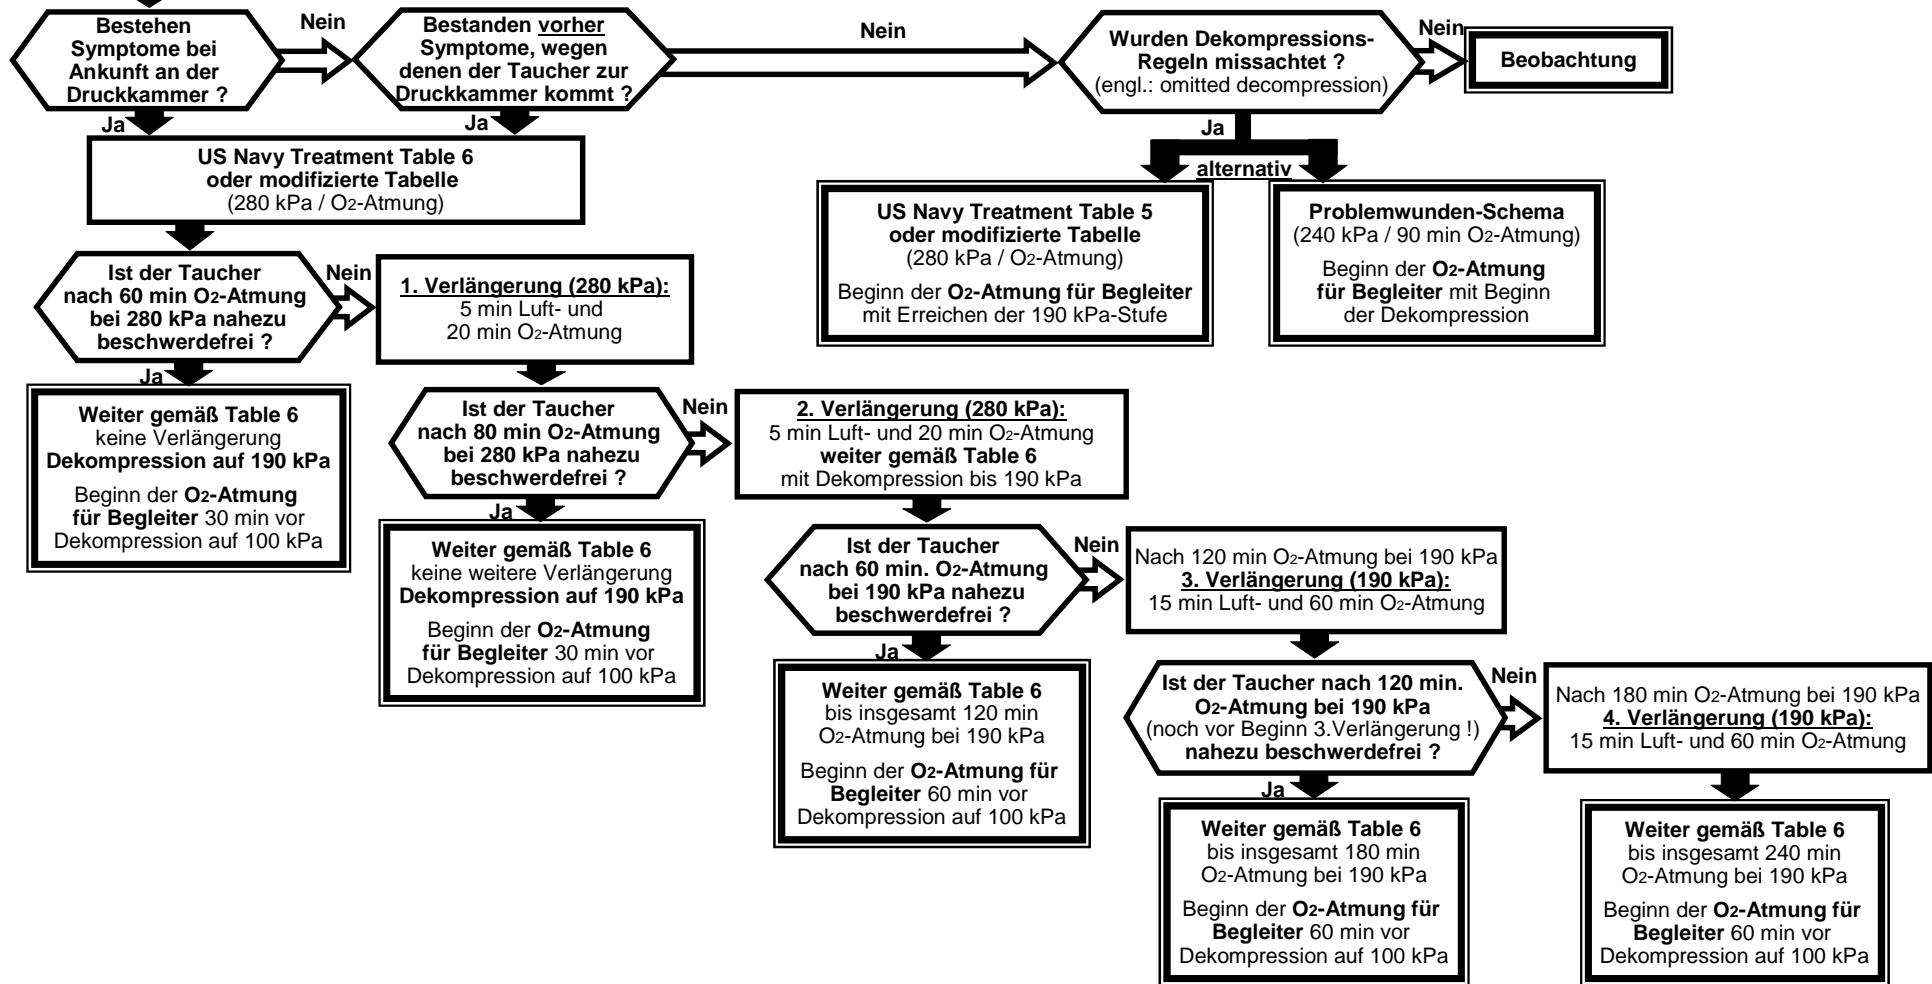 Bestehen
Symptome bei
Ankunft an der
Druckkammer ?
Nein
Bestanden vorher
Symptome, wegen
denen der Taucher zur
Druckkammer kommt ?
Nein
Wurden Dekompressions-
Regeln missachtet ?
(engl.: omitted decompression)
Nein
Beobachtung
Ja
Ja
Ja
alternativ
US Navy Treatment Table 6
oder modifizierte Tabelle
(280 kPa / O2-Atmung)
US Navy Treatment Table 5
oder modifizierte Tabelle
(280 kPa / O2-Atmung)
Beginn der O2-Atmung für Begleiter
mit Erreichen der 190 kPa-Stufe
Problemwunden-Schema
(240 kPa / 90 min O2-Atmung)
Beginn der O2-Atmung
für Begleiter mit Beginn
der Dekompression
Ist der Taucher
nach 60 min O2-Atmung
bei 280 kPa nahezu
beschwerdefrei ?
Nein
1. Verlängerung (280 kPa):
5 min Luft- und
20 min O2-Atmung
Ja
Weiter gemäß Table 6
keine Verlängerung
Dekompression auf 190 kPa
Beginn der O2-Atmung
für Begleiter 30 min vor
Dekompression auf 100 kPa
Ist der Taucher
nach 80 min O2-Atmung
bei 280 kPa nahezu
beschwerdefrei ?
Nein
2. Verlängerung (280 kPa):
5 min Luft- und 20 min O2-Atmung
weiter gemäß Table 6
mit Dekompression bis 190 kPa
Ja
Weiter gemäß Table 6
keine weitere Verlängerung
Dekompression auf 190 kPa
Beginn der O2-Atmung
für Begleiter 30 min vor
Dekompression auf 100 kPa
Ist der Taucher
nach 60 min. O2-Atmung
bei 190 kPa nahezu
beschwerdefrei ?
Nein
Nach 120 min O2-Atmung bei 190 kPa
3. Verlängerung (190 kPa):
15 min Luft- und 60 min O2-Atmung
Ja
Weiter gemäß Table 6
bis insgesamt 120 min
O2-Atmung bei 190 kPa
Beginn der O2-Atmung für
Begleiter 60 min vor
Dekompression auf 100 kPa
Ist der Taucher nach 120 min.
O2-Atmung bei 190 kPa
(noch vor Beginn 3.Verlängerung !)
nahezu beschwerdefrei ?
Nein
Nach 180 min O2-Atmung bei 190 kPa
4. Verlängerung (190 kPa):
15 min Luft- und 60 min O2-Atmung
Ja
Weiter gemäß Table 6
bis insgesamt 180 min
O2-Atmung bei 190 kPa
Beginn der O2-Atmung für
Begleiter 60 min vor
Dekompression auf 100 kPa
Weiter gemäß Table 6
bis insgesamt 240 min
O2-Atmung bei 190 kPa
Beginn der O2-Atmung für
Begleiter 60 min vor
Dekompression auf 100 kPa